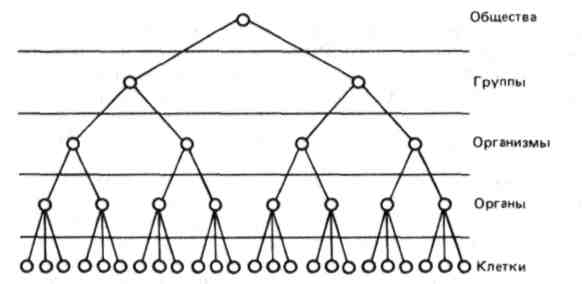 Общества
Группы
Организмы
Органы
Клетки